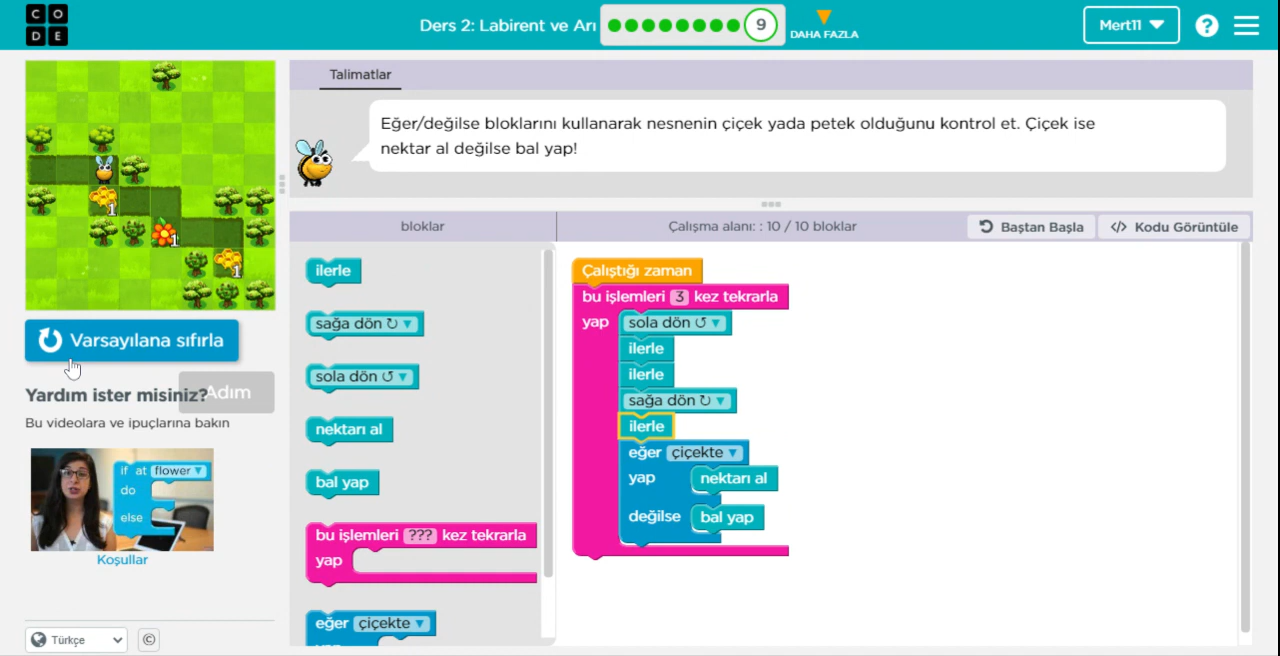 C O
D E
Ders 2: Labirent ve Arı
9
DAHA FAZLA
Mert11
?
Talimatlar
Eğer/değilse bloklarını kullanarak nesnenin çiçek yada petek olduğunu kontrol et. Çiçek ise
nektar al değilse bal yap!
1
1
1
bloklar
Çalışma alanı: : 10 / 10 bloklar
Baştan Başla
</> Kodu Görüntüle
Varsayılana sıfırla
Adım
Yardım ister misiniz?
Bu videolara ve ipuçlarına bakın
if at flower
do
else
Koşullar
Türkçe
©
ilerle
sağa dön ↻
sola dön ↺
nektarı al
bal yap
bu işlemleri ??? kez tekrarla
yap
eğer çiçekte
Çalıştığı zaman
bu işlemleri 3 kez tekrarla
yap sola dön ↺
ilerle
ilerle
sağa dön ↻
ilerle
eğer çiçekte
yap nektarı al
değilse bal yap